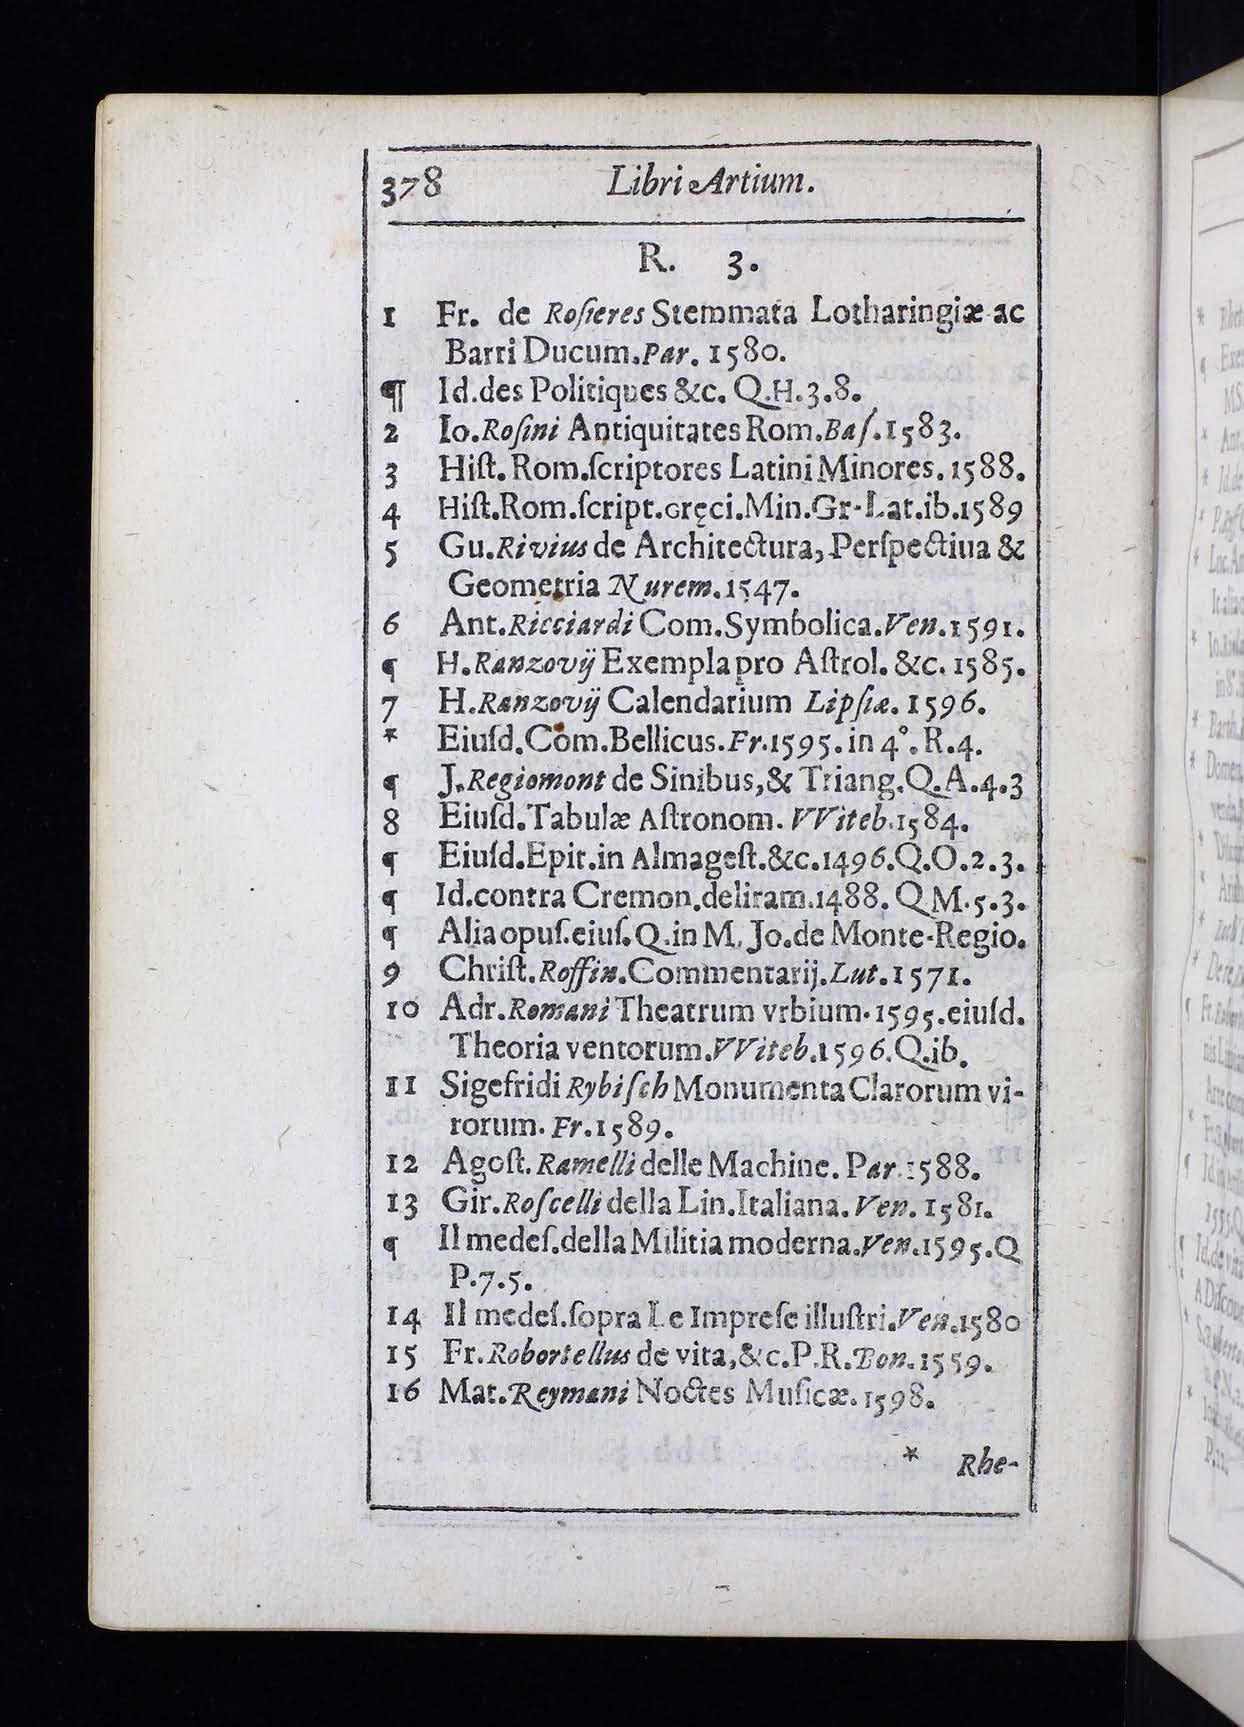 378 Libri Artium.
R. 3.
1 Fr. de Roſieres Stemmata Lotharingiæ ac
Barri Ducum. Par. 1580.
¶ Id. des Politiques &c. Q.H.3.8.
2 Io. Roſini Antiquitates Rom. Baſ. 1583.
3 Hiſt. Rom. ſcriptores Latini Minores. 1588.
4 Hiſt. Rom. ſcript. Gręci. Min. Gr-Lat. ib. 1589
5 Gu. Rivius de Architectura, Perſpectiua &
Geometria Nurem. 1547.
6 Ant. Ricciardi Com. Symbolica. Ven. 1591.
¶ H. Ranzovij Exempla pro Aſtrol. &c. 1585.
7 H. Ranzovij Calendarium Lipſiæ. 1596.
* Eiuſd. Com. Bellicus. Fr. 1595. in 4°. R.4.
¶ J. Regiomont de Sinibus, & Triang. Q.A.4.3
8 Eiuſd. Tabulæ Aſtronom. VViteb. 1584.
¶ Eiuſd. Epit. in Almageſt. &c. 1496. Q.O.2.3.
¶ Id. contra Cremon. deliram. 1488. Q M.5.3.
¶ Alia opuſ. eiuſ. Q. in M. Jo. de Monte-Regio.
9 Chriſt. Roffin. Commentarij. Lut. 1571.
10 Adr. Romani Theatrum vrbium. 1595. eiuſd.
Theoria ventorum. VViteb. 1596. Q. ib.
11 Sigefridi Rybiſch Monumenta Clarorum vi-
rorum. Fr. 1589.
12 Agoſt. Ramelli delle Machine. Par. 1588.
13 Gir. Roſcelli della Lin. Italiana. Ven. 1581.
¶ Il medeſ. della Militia moderna. Ven. 1595. Q
P.7.5.
14 Il medeſ. ſopra Le Impreſe illuſtri. Ven. 1580
15 Fr. Robortellus de vita, &c. P.R. Bon. 1559.
16 Mat. Reymani Noctes Muſicæ. 1598.
* Rhe-